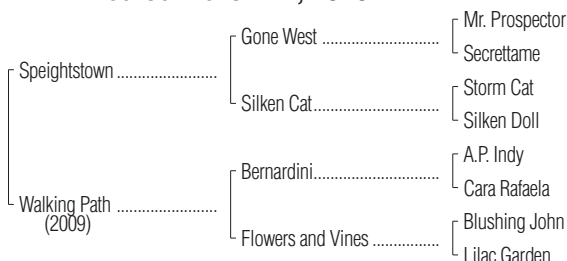 Mr. Prospector
Gone West
Secrettame
Speightstown
Storm Cat
Silken Cat
Silken Doll
A.P. Indy
Bernardini
Cara Rafaela
Walking Path
(2009)
Blushing John
Flowers and Vines
Lilac Garden